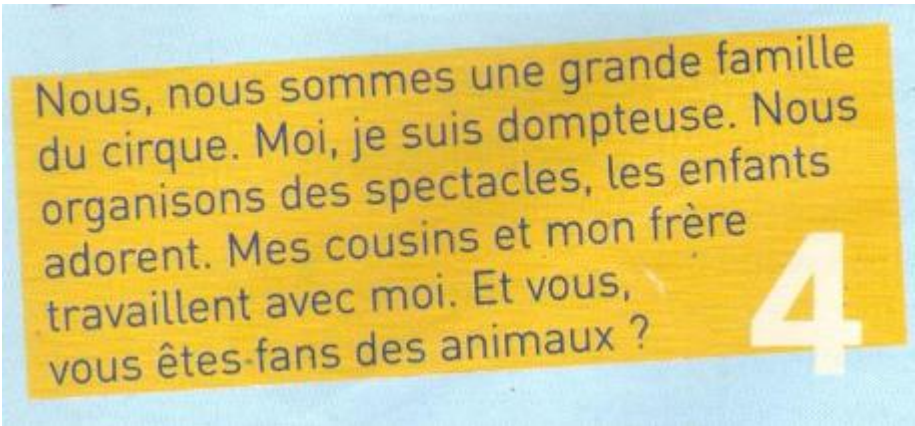 Nous, nous sommes une grande famille
du cirque. Moi, je suis dompteuse. Nous
organisons des spectacles, les enfants
adorent. Mes cousins et mon frère
travaillent avec moi. Et vous,
vous êtes fans des animaux ?
4